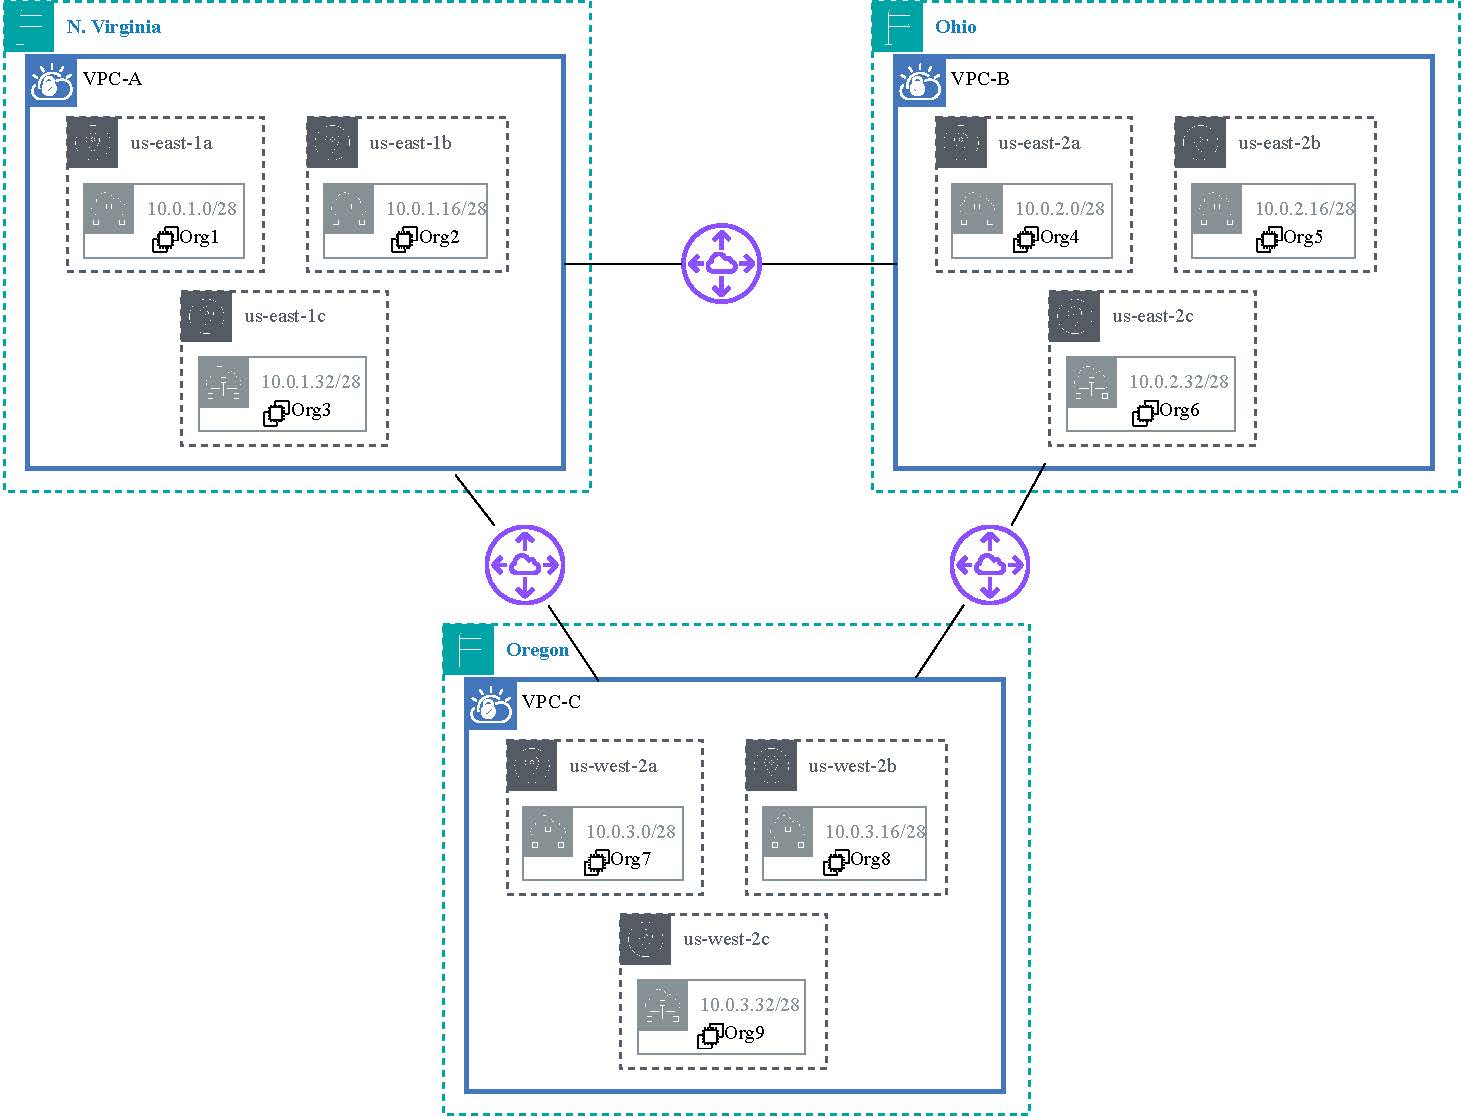 N. Virginia
VPC-A
us-east-1a
10.0.1.0/28
Org1
us-east-1b
10.0.1.16/28
Org2
us-east-1c
10.0.1.32/28
Org3
Ohio
VPC-B
us-east-2a
10.0.2.0/28
Org4
us-east-2b
10.0.2.16/28
Org5
us-east-2c
10.0.2.32/28
Org6
Oregon
VPC-C
us-west-2a
10.0.3.0/28
Org7
us-west-2b
10.0.3.16/28
Org8
us-west-2c
10.0.3.32/28
Org9